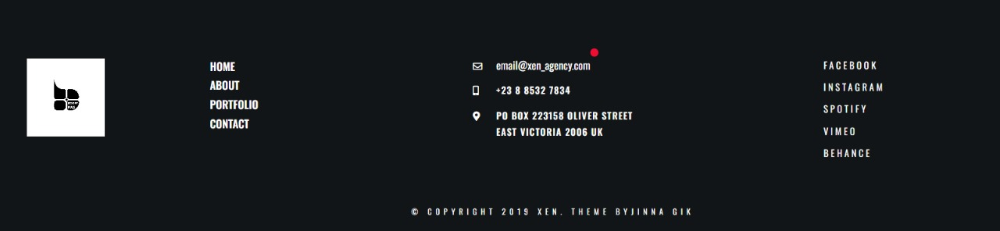 HOME
ABOUT
PORTFOLIO
CONTACT
email@xen_agency.com
+23 8 8532 7834
PO BOX 223158 OLIVER STREET
EAST VICTORIA 2006 UK
FACEBOOK
INSTAGRAM
SPOTIFY
VIMEO
BEHANCE
© COPYRIGHT 2019 XEN. THEME BYJINNA GIK